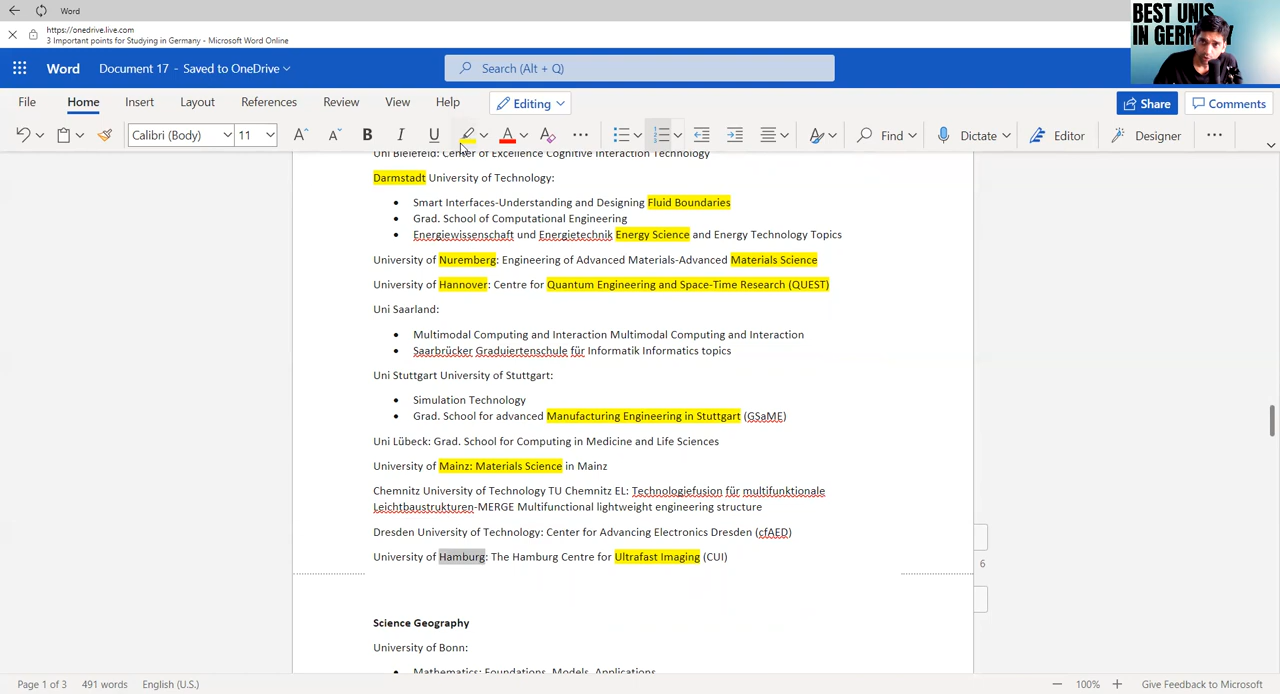 Word
https://onedrive.live.com
3 Important points for Studying in Germany - Microsoft Word Online
BEST UNIS
IN GERMANY
Word Document 17 - Saved to OneDrive Search (Alt + Q)
File Home Insert Layout References Review View Help Editing Share Comments
Calibri (Body) 11 A A B I U A A Find Dictate Editor Designer
Uni Bielefeld: Center of Excellence Cognitive Interaction Technology
Darmstadt University of Technology:
• Smart Interfaces-Understanding and Designing Fluid Boundaries
• Grad. School of Computational Engineering
• Energiewissenschaft und Energietechnik Energy Science and Energy Technology Topics
University of Nuremberg: Engineering of Advanced Materials-Advanced Materials Science
University of Hannover: Centre for Quantum Engineering and Space-Time Research (QUEST)
Uni Saarland:
• Multimodal Computing and Interaction Multimodal Computing and Interaction
• Saarbrücker Graduiertenschule für Informatik Informatics topics
Uni Stuttgart University of Stuttgart:
• Simulation Technology
• Grad. School for advanced Manufacturing Engineering in Stuttgart (GSaME)
Uni Lübeck: Grad. School for Computing in Medicine and Life Sciences
University of Mainz: Materials Science in Mainz
Chemnitz University of Technology TU Chemnitz EL: Technologiefusion für multifunktionale
Leichtbaustrukturen-MERGE Multifunctional lightweight engineering structure
Dresden University of Technology: Center for Advancing Electronics Dresden (cfAED)
University of Hamburg: The Hamburg Centre for Ultrafast Imaging (CUI)
6
Science Geography
University of Bonn:
• Mathematics: Foundations, Models, Applications
Page 1 of 3 491 words English (U.S.) 100% Give Feedback to Microsoft